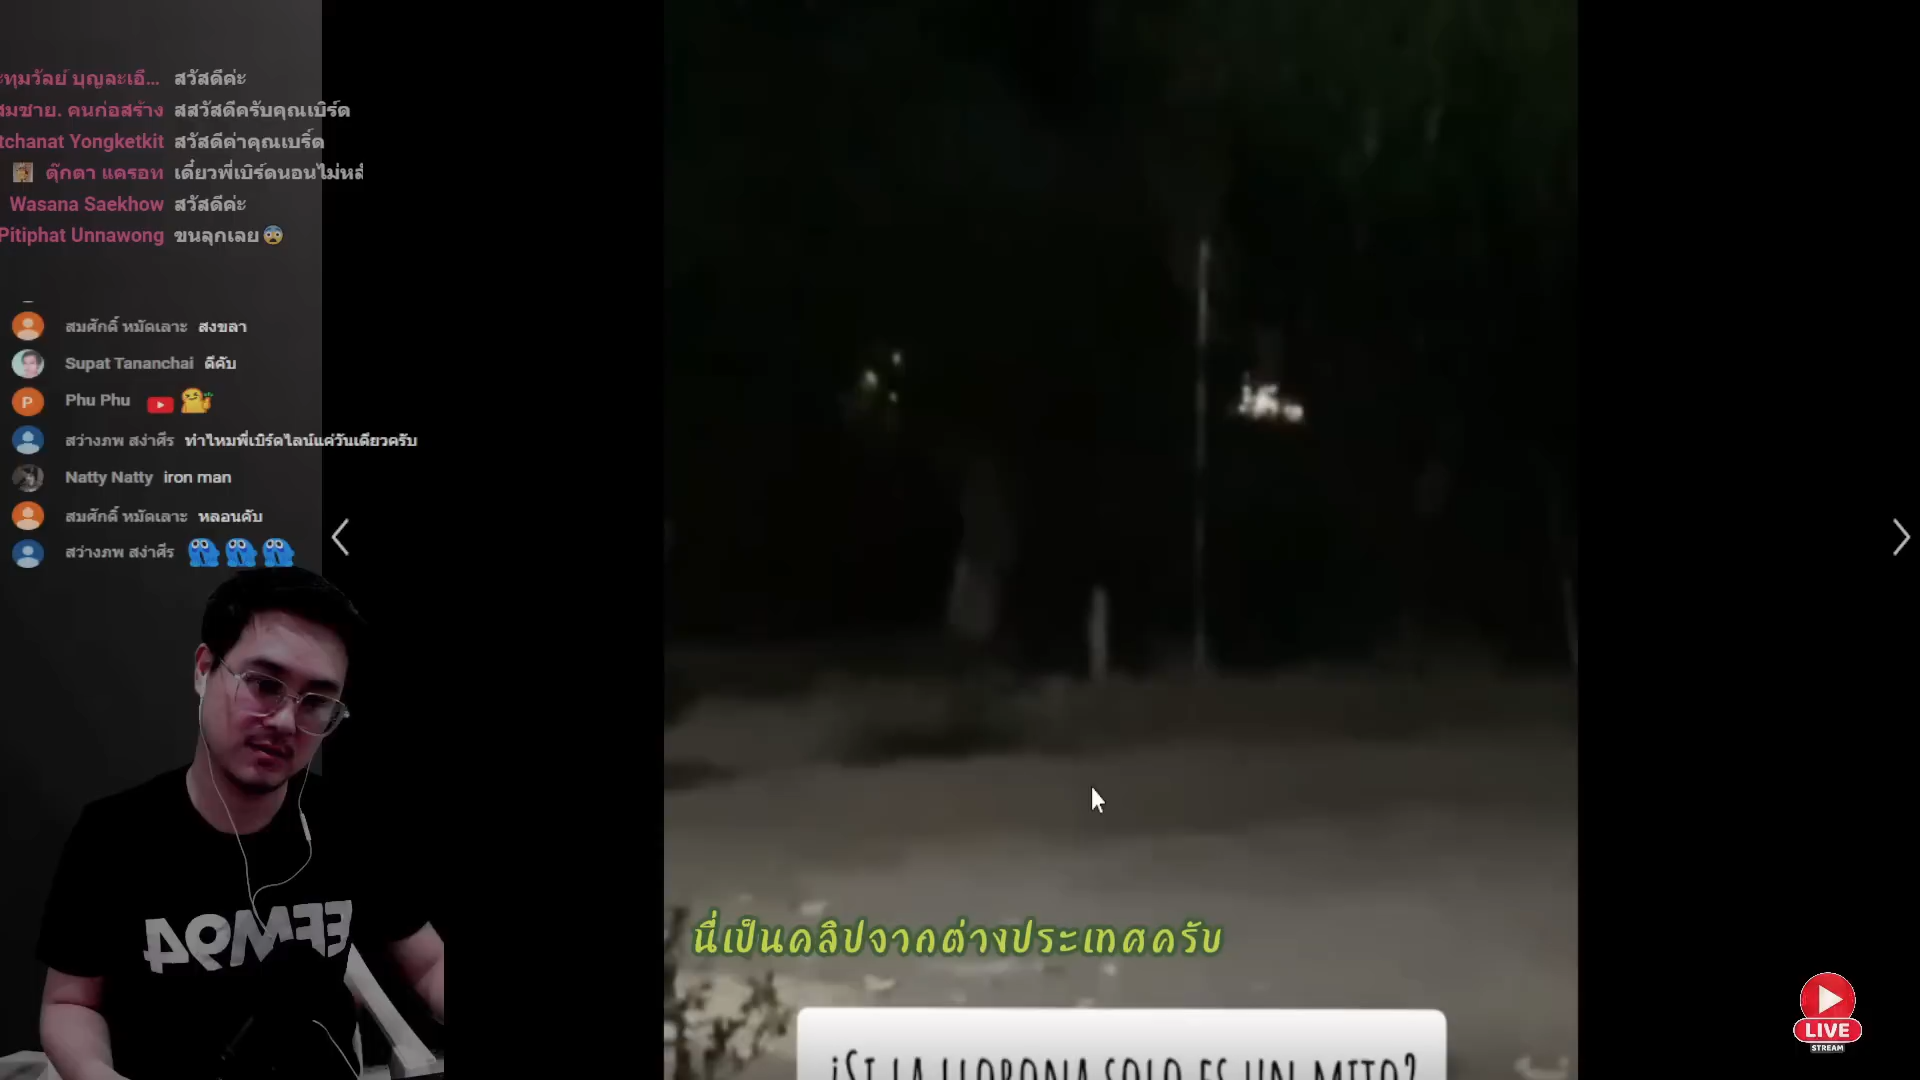 ะทุมวัลย์ บุญละเอี... สวัสดีค่ะ
สมชาย. คนก่อสร้าง สสวัสดีครับคุณเบิร์ด
tchanat Yongketkit สวัสดีค่าคุณเบริ์ด
ตุ๊กตา แครอท เดี๋ยวพี่เบิร์ดนอนไม่หลั
Wasana Saekhow สวัสดีค่ะ
Pitiphat Unnawong ขนลุกเลย😨
สมศักดิ์ หมัดเลาะ สงขลา
Supat Tananchai ดีคับ
P Phu Phu
สว่างภพ สง่าศีร ทำไหมพี่เบิร์ดไลน์แค่วันเดียวครับ
Natty Natty iron man
สมศักดิ์ หมัดเลาะ หลอนคับ
สว่างภพ สง่าศีร
EFM94
นี่เป็นคลิปจากต่างประเทศครับ
¿SI LA LLORONA SOLO ES UN MITO?
LIVE
STREAM